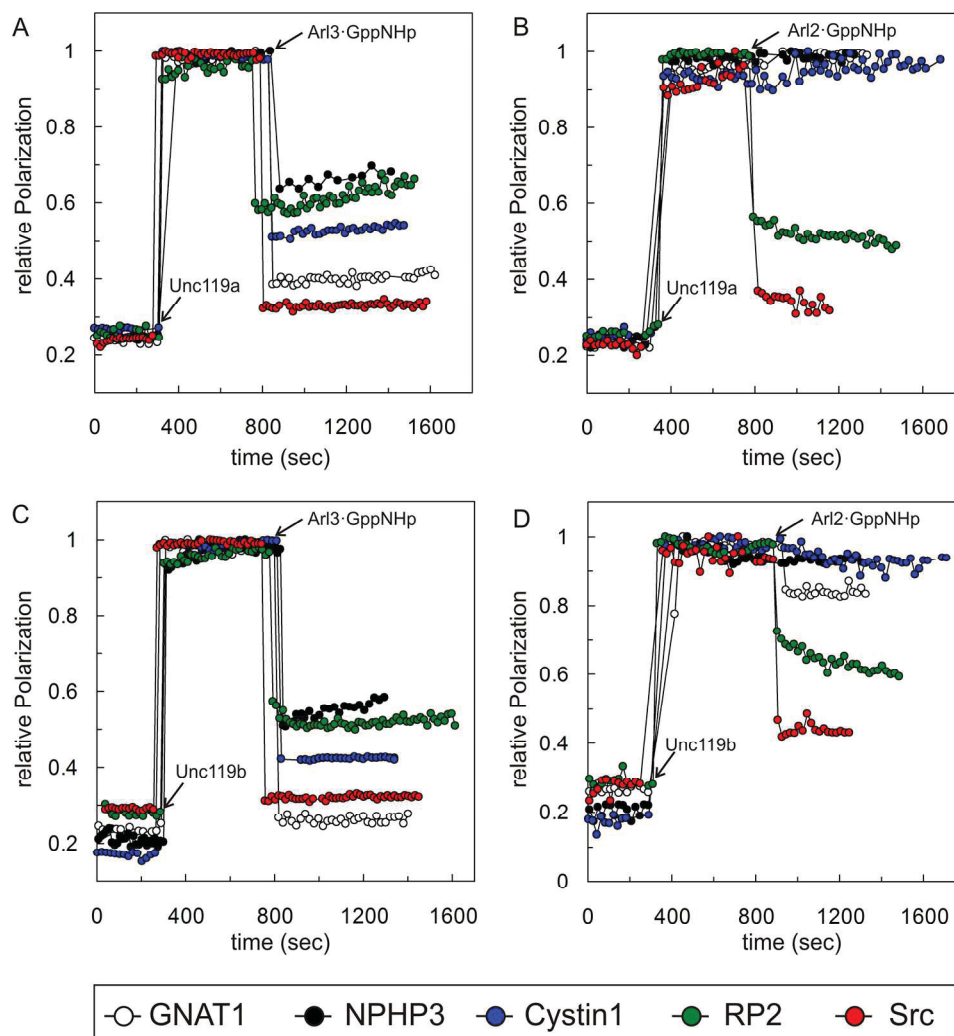 A
Arl3·GppNHp
relative Polarization
1
0.8
0.6
0.4
0.2
Unc119a
0 400 800 1200 1600
time (sec)
B
Arl2·GppNHp
relative Polarization
1
0.8
0.6
0.4
0.2
Unc119a
0 400 800 1200 1600
time (sec)
C
Arl3·GppNHp
relative Polarization
1
0.8
0.6
0.4
0.2
Unc119b
0 400 800 1200 1600
time (sec)
D
Arl2·GppNHp
relative Polarization
1
0.8
0.6
0.4
0.2
0
Unc119b
0 400 800 1200 1600
time (sec)
GNAT1 NPHP3 Cystin1 RP2 Src